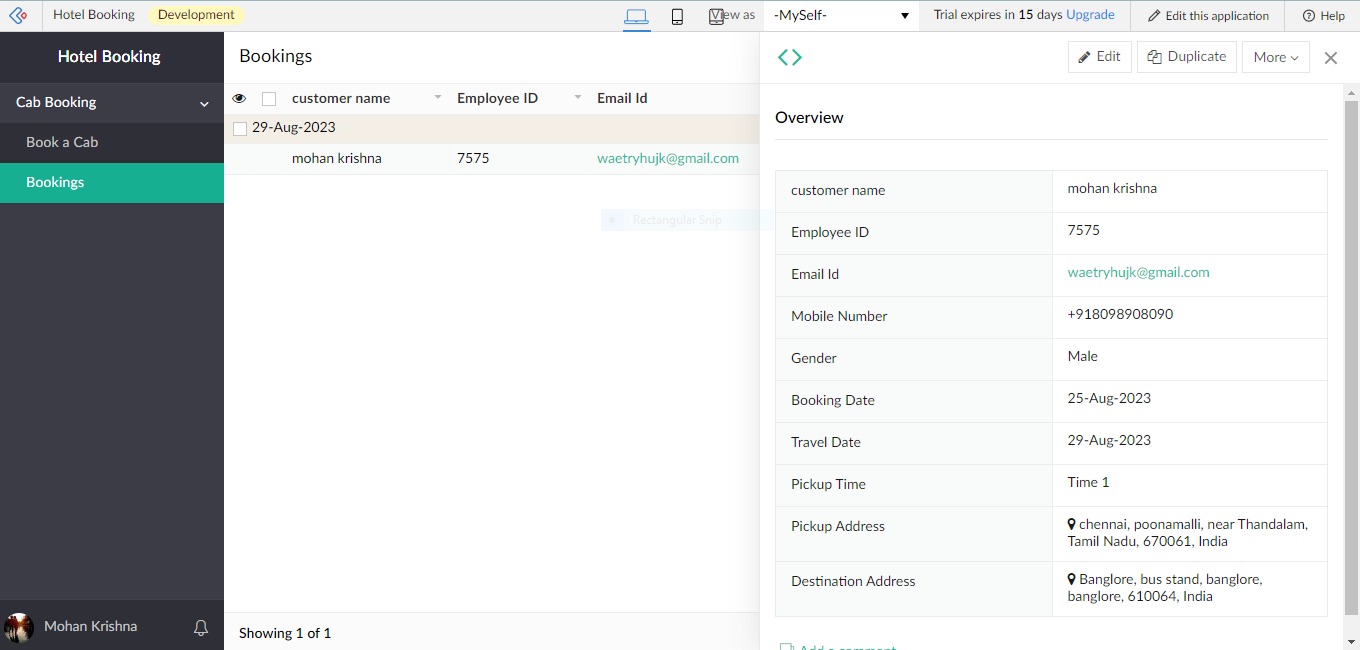 Hotel Booking Development View as -MySelf- Trial expires in 15 days Upgrade Edit this application Help
Hotel Booking
Cab Booking
Book a Cab
Bookings
Mohan Krishna
Bookings
customer name Employee ID Email Id
29-Aug-2023
mohan krishna 7575 waetryhujk@gmail.com
Rectangular Snip
Showing 1 of 1
Edit Duplicate More
Overview
customer name mohan krishna
Employee ID 7575
Email Id waetryhujk@gmail.com
Mobile Number +918098908090
Gender Male
Booking Date 25-Aug-2023
Travel Date 29-Aug-2023
Pickup Time Time 1
Pickup Address chennai, poonamalli, near Thandalam,
Tamil Nadu, 670061, India
Destination Address Banglore, bus stand, banglore,
banglore, 610064, India
Add a comment